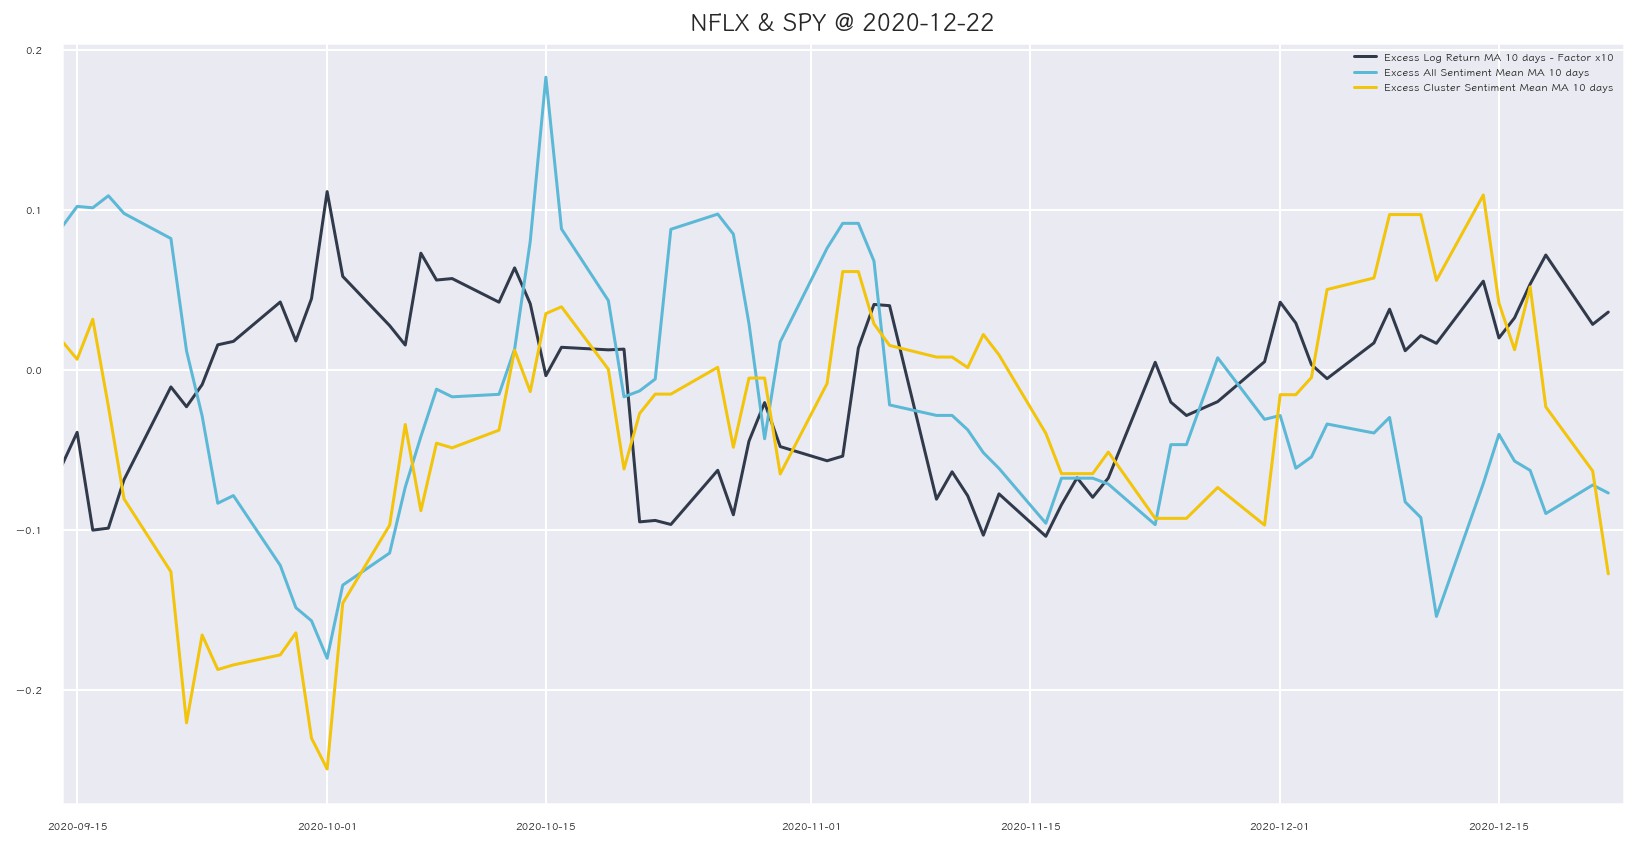 NFLX & SPY @ 2020-12-22
Excess Log Return MA 10 days - Factor x10
Excess All Sentiment Mean MA 10 days
Excess Cluster Sentiment Mean MA 10 days
0.2
0.1
0.0
−0.1
−0.2
2020-09-15 2020-10-01 2020-10-15 2020-11-01 2020-11-15 2020-12-01 2020-12-15